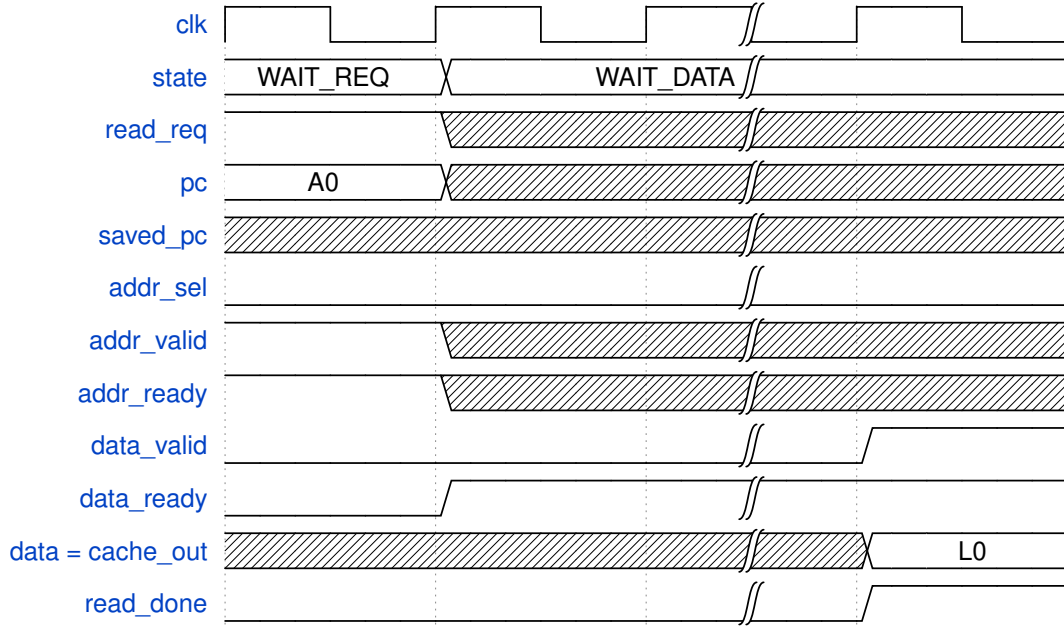 clk
state WAIT_REQ WAIT_DATA
read_req
pc A0
saved_pc
addr_sel
addr_valid
addr_ready
data_valid
data_ready
data = cache_out L0
read_done